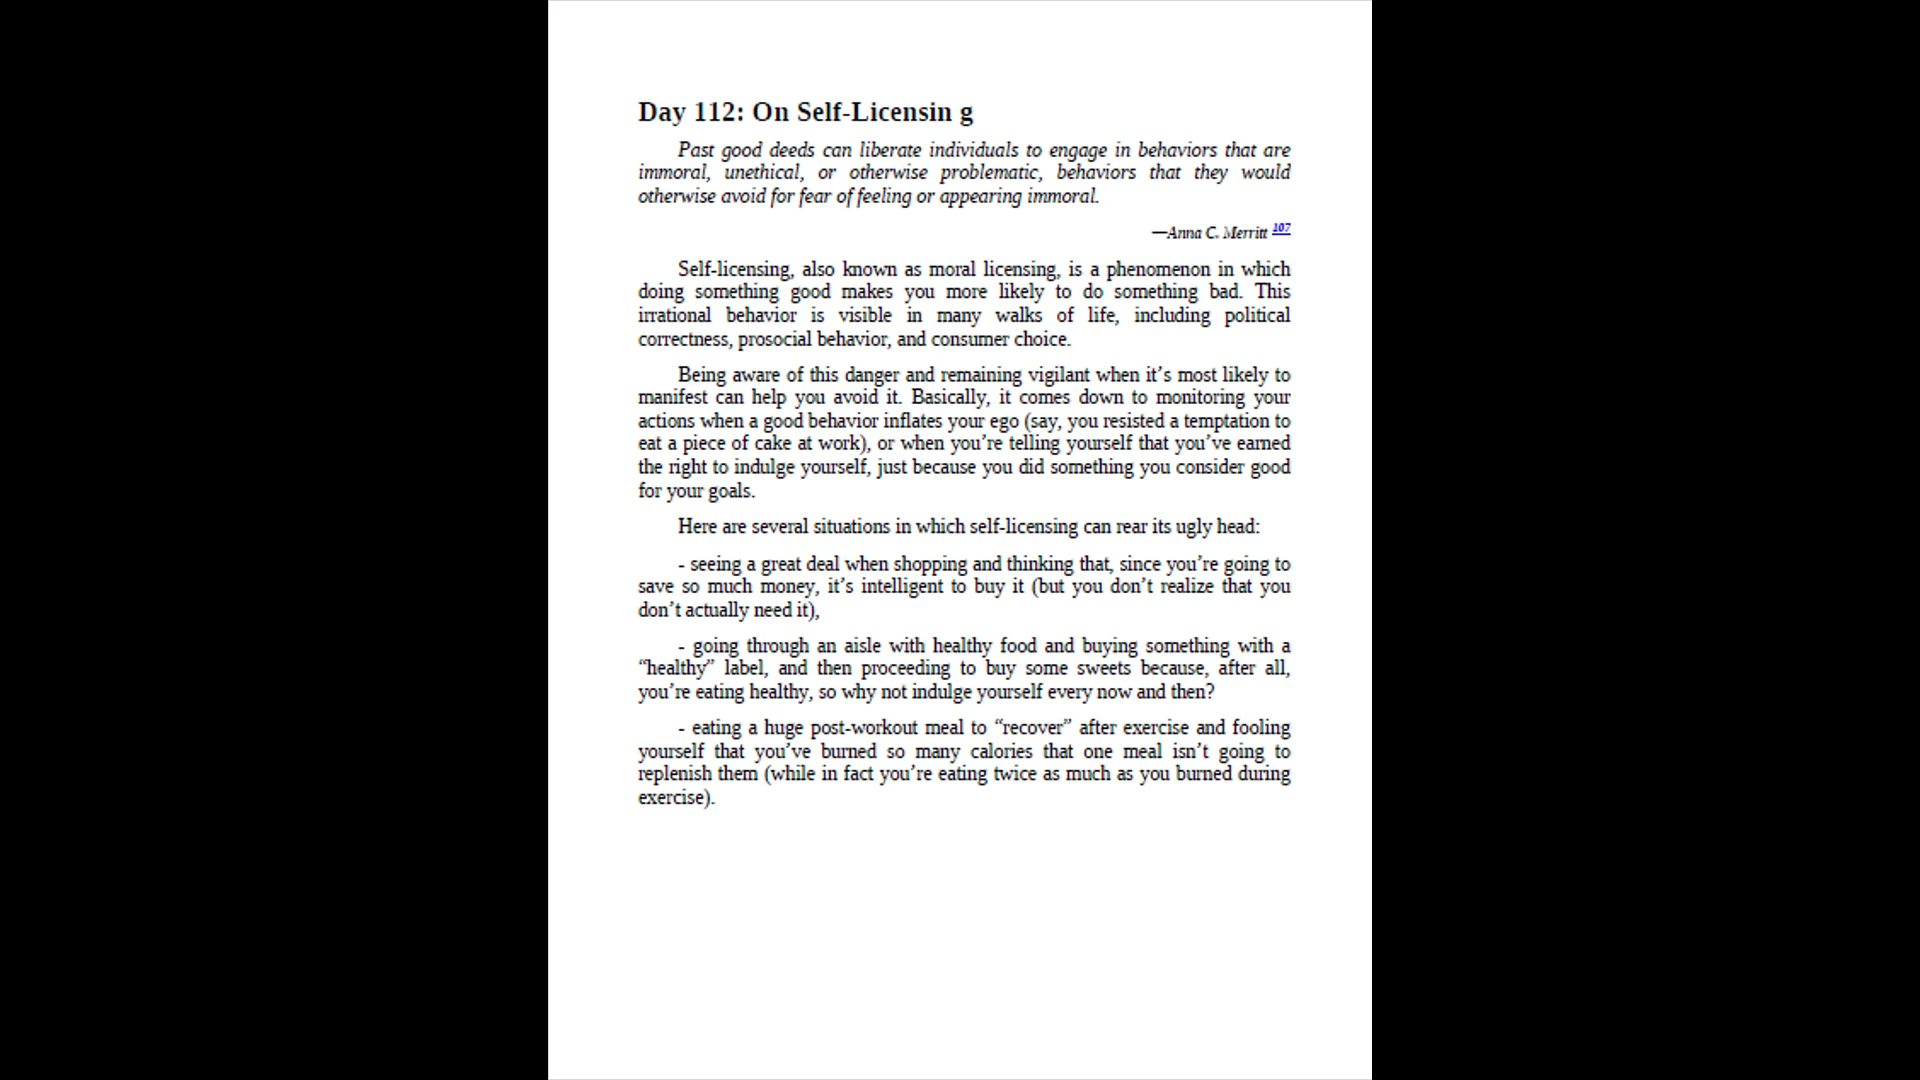 Day 112: On Self-Licensin g
Past good deeds can liberate individuals to engage in behaviors that are
immoral, unethical, or otherwise problematic, behaviors that they would
otherwise avoid for fear of feeling or appearing immoral.
—Anna C. Merritt 107
Self-licensing, also known as moral licensing, is a phenomenon in which
doing something good makes you more likely to do something bad. This
irrational behavior is visible in many walks of life, including political
correctness, prosocial behavior, and consumer choice.
Being aware of this danger and remaining vigilant when it’s most likely to
manifest can help you avoid it. Basically, it comes down to monitoring your
actions when a good behavior inflates your ego (say, you resisted a temptation to
eat a piece of cake at work), or when you’re telling yourself that you’ve earned
the right to indulge yourself, just because you did something you consider good
for your goals.
Here are several situations in which self-licensing can rear its ugly head:
- seeing a great deal when shopping and thinking that, since you’re going to
save so much money, it’s intelligent to buy it (but you don’t realize that you
don’t actually need it),
- going through an aisle with healthy food and buying something with a
“healthy” label, and then proceeding to buy some sweets because, after all,
you’re eating healthy, so why not indulge yourself every now and then?
- eating a huge post-workout meal to “recover” after exercise and fooling
yourself that you’ve burned so many calories that one meal isn’t going to
replenish them (while in fact you’re eating twice as much as you burned during
exercise).